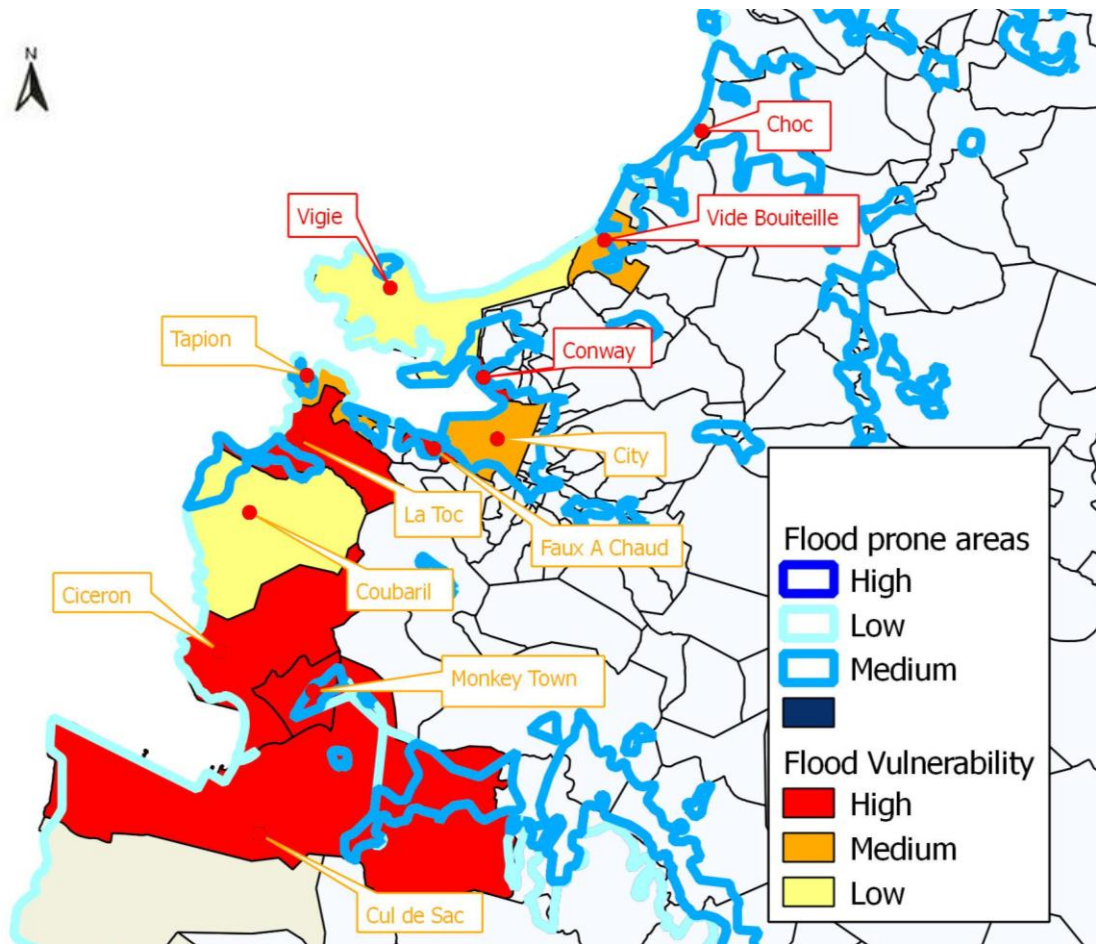 N
Choc
Vigie
Vide Bouiteille
Tapion
Conway
City
La Toc
Faux A Chaud
Coubaril
Ciceron
Monkey Town
Cul de Sac
Flood prone areas
High
Low
Medium
Flood Vulnerability
High
Medium
Low